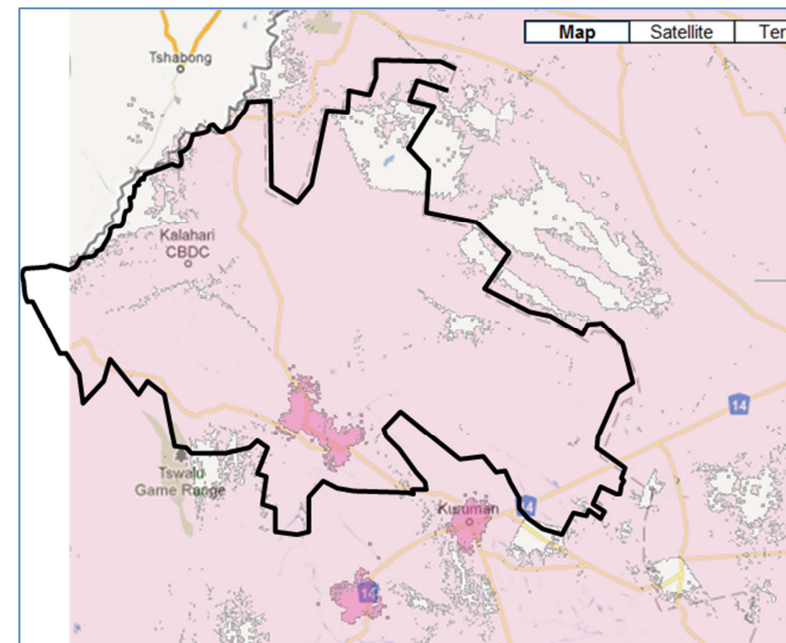 Map
Satellite
Ter
Tshabong
Kalahari
CBDC
14
Tswalu
Game Range
14
Kuruman
14